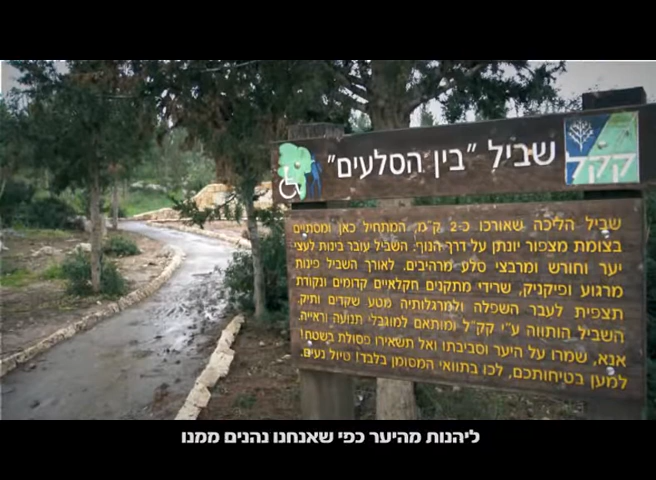 שביל "בין הסלעים"
קקל
שביל הליכה שאורכו כ-2 ק"מ, המתחיל כאן ומסתיים
בצומת מצפור יונתן על דרך הנוף. השביל עובר בינות לעצי
יער וחורש ומרבצי סלע מרהיבים. לאורך השביל פינות
מרגוע ופיקניק, שרידי מתקנים חקלאיים קדומים ונקודת
תצפית לעבר השפלה ולמרגלותיה מטע שקדים ותיק.
השביל הותווה ע"י קק"ל ומותאם למוגבלי תנועה וראייה.
אנא, שמרו על היער וסביבתו ואל תשאירו פסולת בשטח!
למען בטיחותכם, לכו בתוואי המסומן בלבד! טיול נעים.
ליהנות מהיער כפי שאנחנו נהנים ממנו